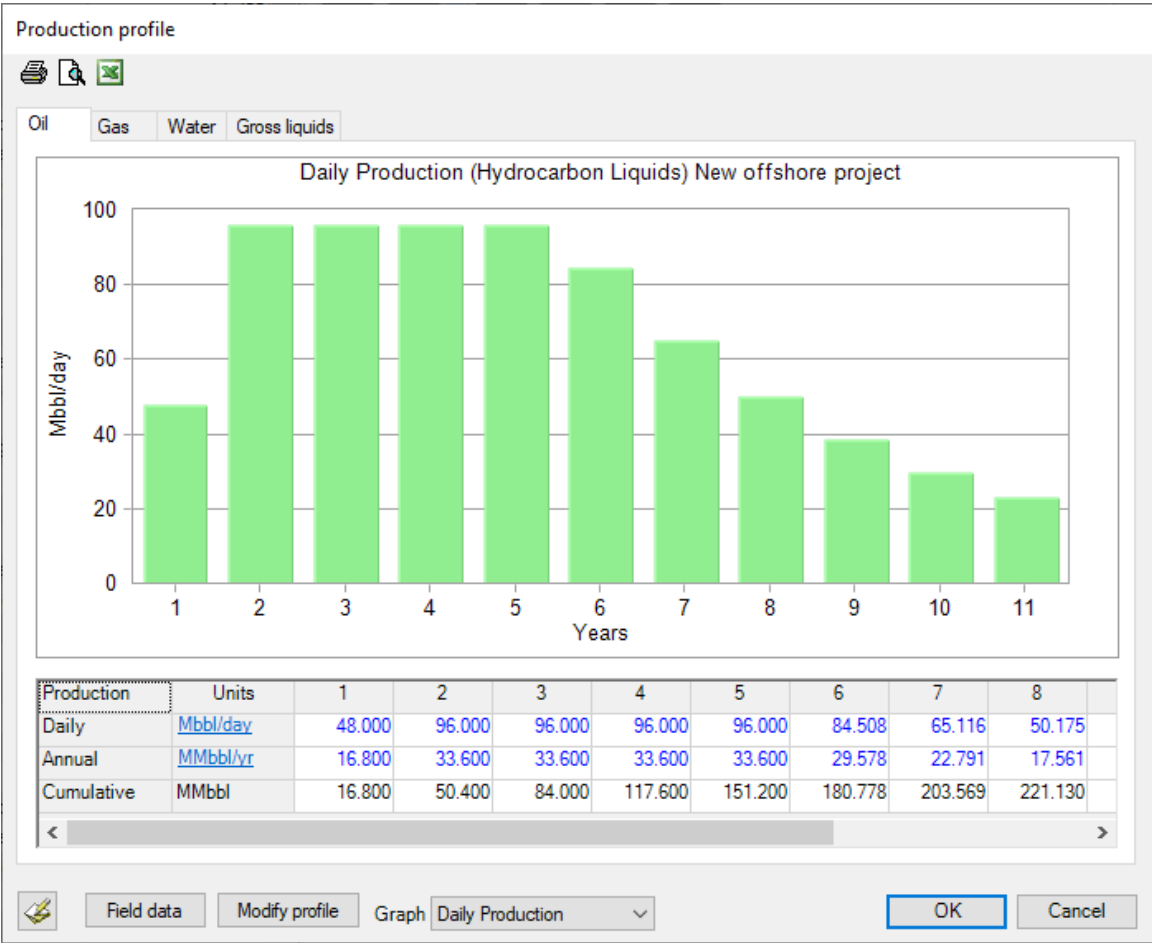 Production profile
Oil Gas Water Gross liquids
Daily Production (Hydrocarbon Liquids) New offshore project
100
80
60
40
20
0
Mbbl/day
1 2 3 4 5 6 7 8 9 10 11
Years
Production Units 1 2 3 4 5 6 7 8
Daily Mbbl/day 48.000 96.000 96.000 96.000 96.000 84.508 65.116 50.175
Annual MMbbl/yr 16.800 33.600 33.600 33.600 33.600 29.578 22.791 17.561
Cumulative MMbbl 16.800 50.400 84.000 117.600 151.200 180.778 203.569 221.130
Field data Modify profile Graph Daily Production OK Cancel